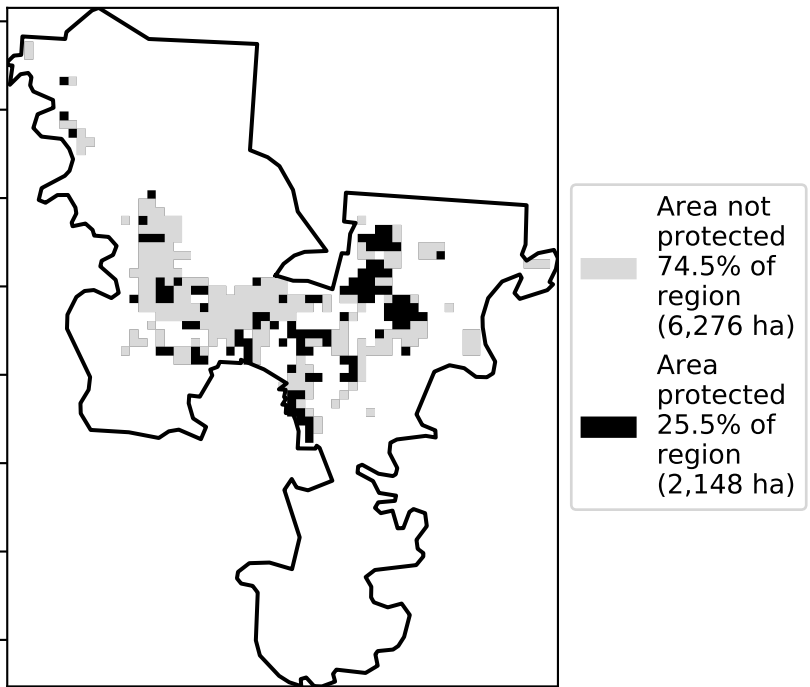 Area not
protected
74.5% of
region
(6,276 ha)
Area
protected
25.5% of
region
(2,148 ha)